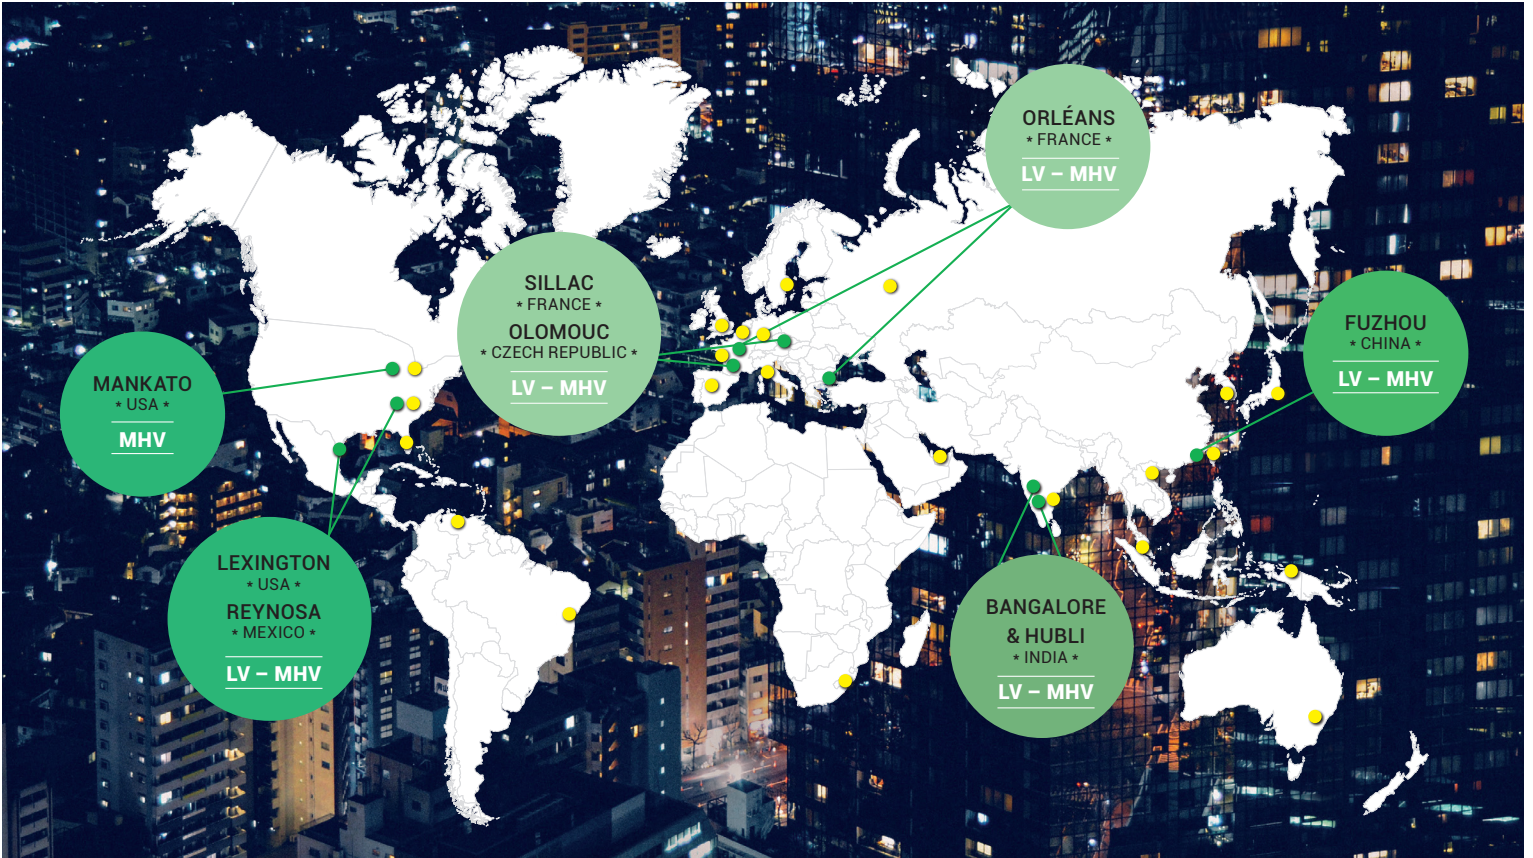 ORLÉANS
* FRANCE *
LV – MHV
SILLAC
* FRANCE *
OLOMOUC
* CZECH REPUBLIC *
LV – MHV
FUZHOU
* CHINA *
LV – MHV
MANKATO
* USA *
MHV
LEXINGTON
* USA *
REYNOSA
* MEXICO *
LV – MHV
BANGALORE
& HUBLI
* INDIA *
LV – MHV